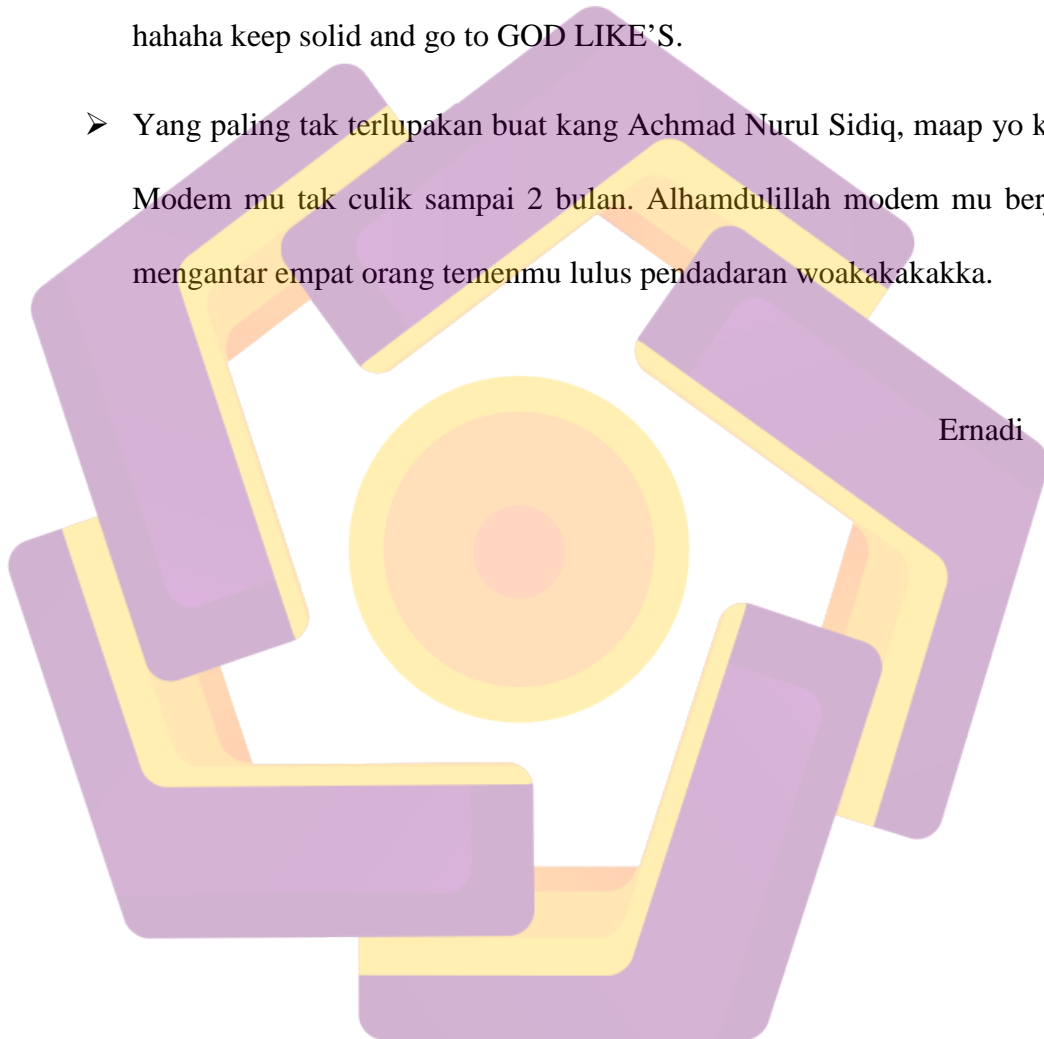 hahaha keep solid and go to GOD LIKE’S.
➢ Yang paling tak terlupakan buat kang Achmad Nurul Sidiq, maap yo
Modem mu tak culik sampai 2 bulan. Alhamdulillah modem mu
mengantar empat orang temenmu lulus pendadaran woakakakakka.
Ernadi